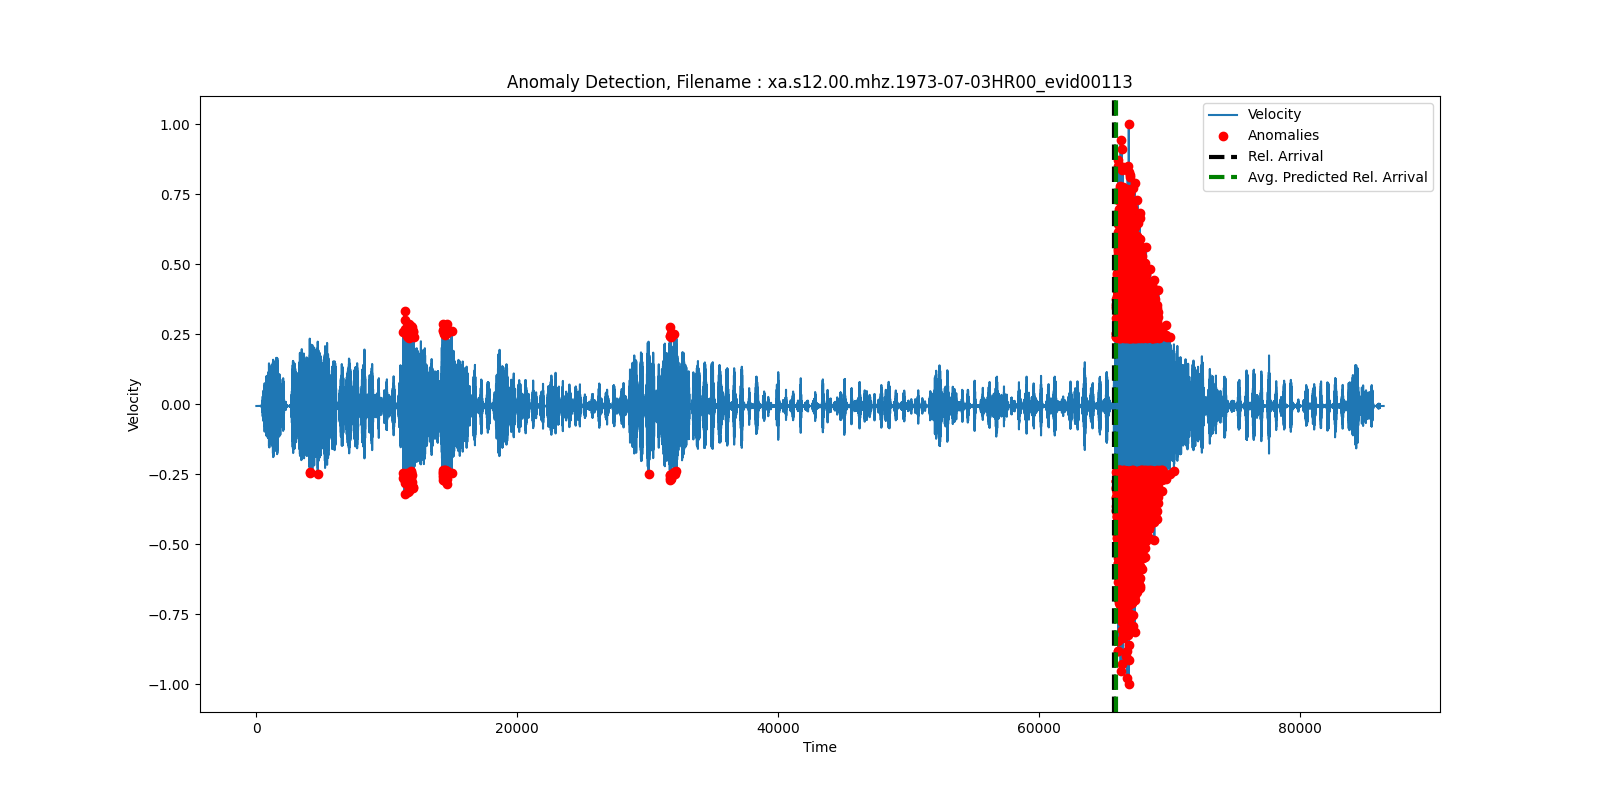 Anomaly Detection, Filename : xa.s12.00.mhz.1973-07-03HR00_evid00113
Velocity
Anomalies
Rel. Arrival
Avg. Predicted Rel. Arrival
1.00
0.75
0.50
0.25
0.00
−0.25
−0.50
−0.75
−1.00
Velocity
0
20000
40000
60000
80000
Time